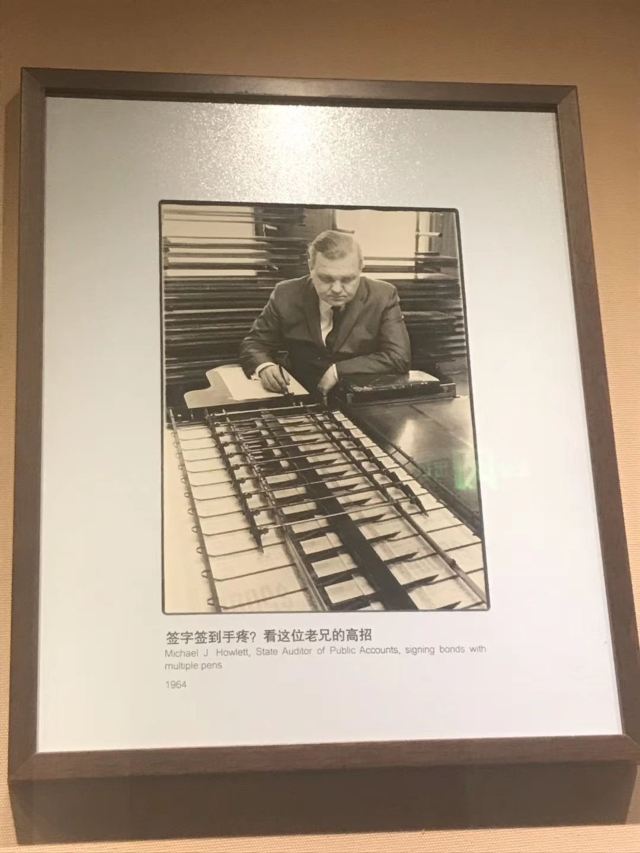 签字签到手疼？看这位老兄的高招
Michael J Howlett, State Auditor of Public Accounts, signing bonds with
multiple pens
1964